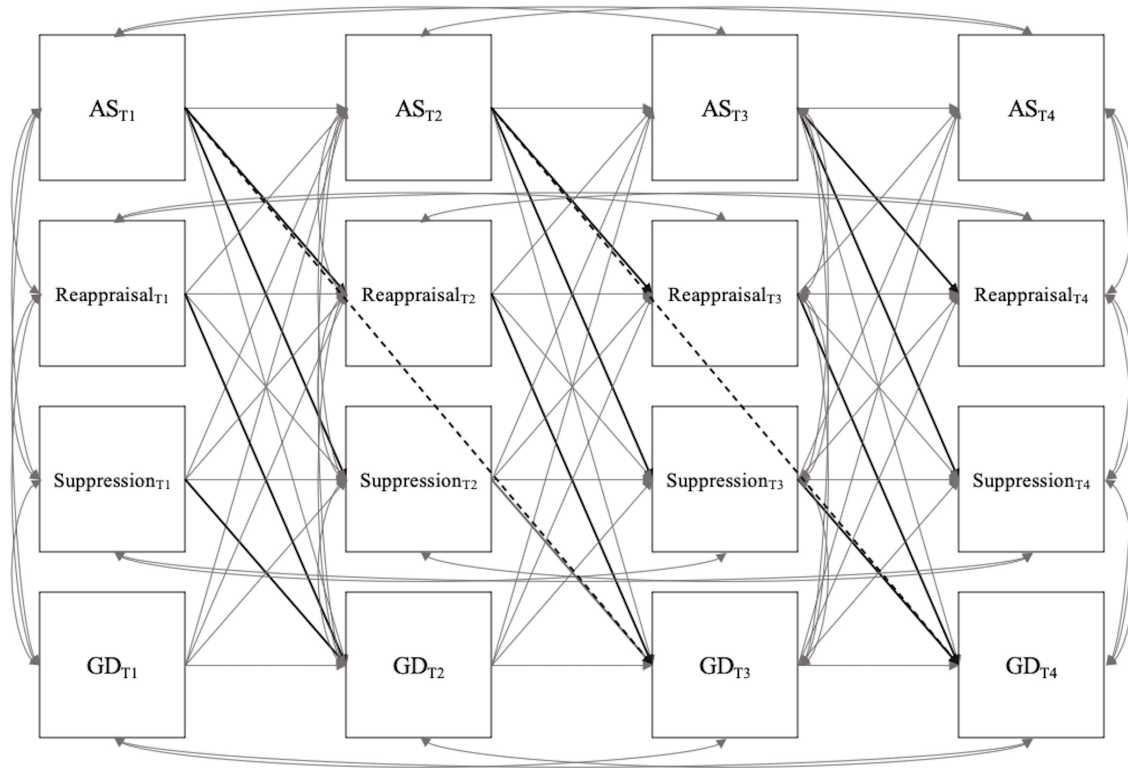 AST1 AST2 AST3 AST4
ReappraisalT1 ReappraisalT2 ReappraisalT3 ReappraisalT4
SuppressionT1 SuppressionT2 SuppressionT3 SuppressionT4
GDT1 GDT2 GDT3 GDT4